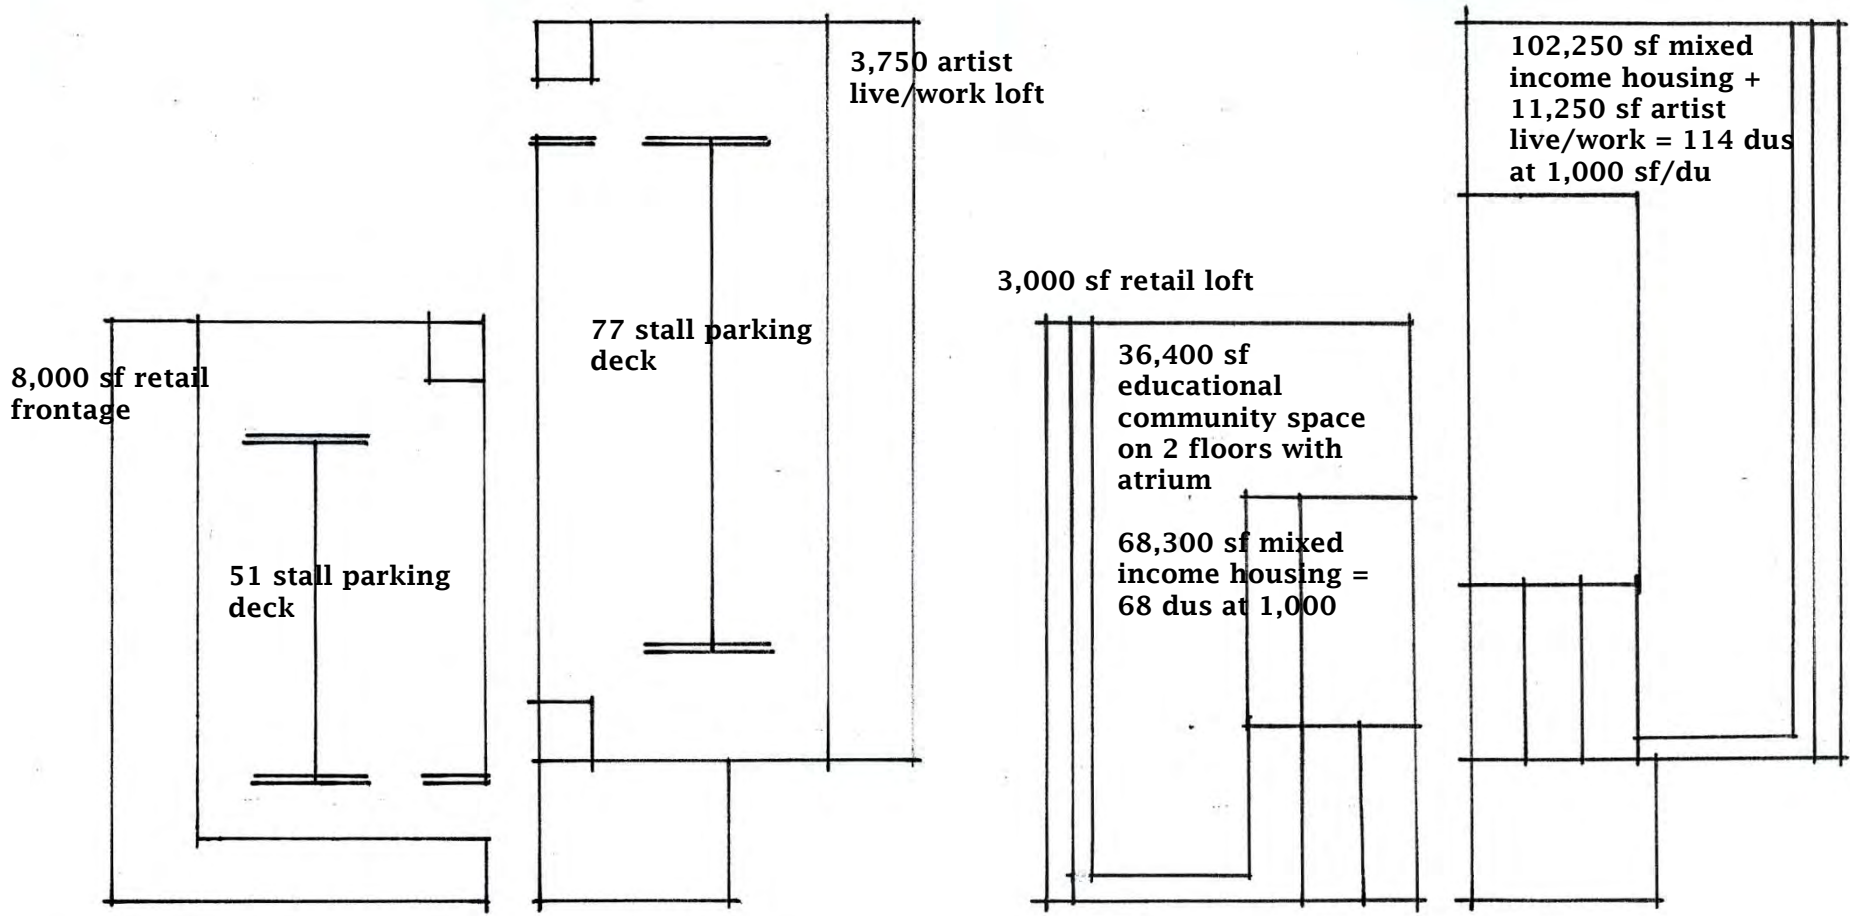 8,000 sf retail
frontage
51 stall parking
deck
3,750 artist
live/work loft
77 stall parking
deck
3,000 sf retail loft
36,400 sf
educational
community space
on 2 floors with
atrium
68,300 sf mixed
income housing =
68 dus at 1,000
102,250 sf mixed
income housing +
11,250 sf artist
live/work = 114 dus
at 1,000 sf/du